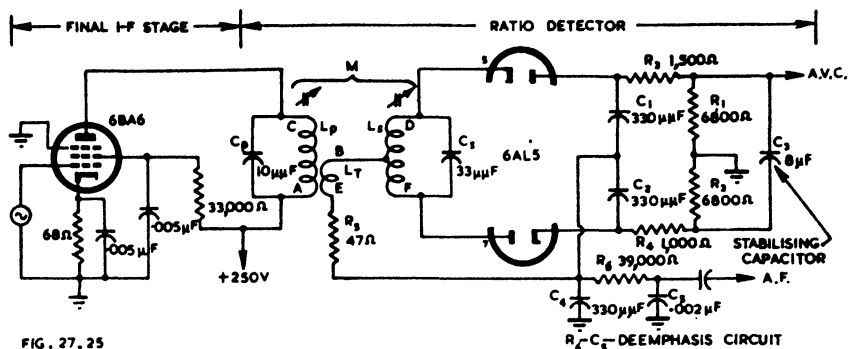 FINAL I-F STAGE
RATIO DETECTOR
6BA6
68Ω
.005μF
.005μF
33,000Ω
+250V
M
C
Lp
Cp
10μμF
A
B
LT
E
R5
47Ω
Ls
D
F
Cs
33μμF
S
T
6AL5
R3 1,500Ω
A.V.C.
C1
330μμF
C2
330μμF
R1
6800Ω
R2
6800Ω
C3
8μF
R4 1,000Ω
STABILISING
CAPACITOR
R6 39,000Ω
A.F.
C4
330μμF
C5
.002μF
R6-C5-DEEMPHASIS CIRCUIT
FIG. 27.25